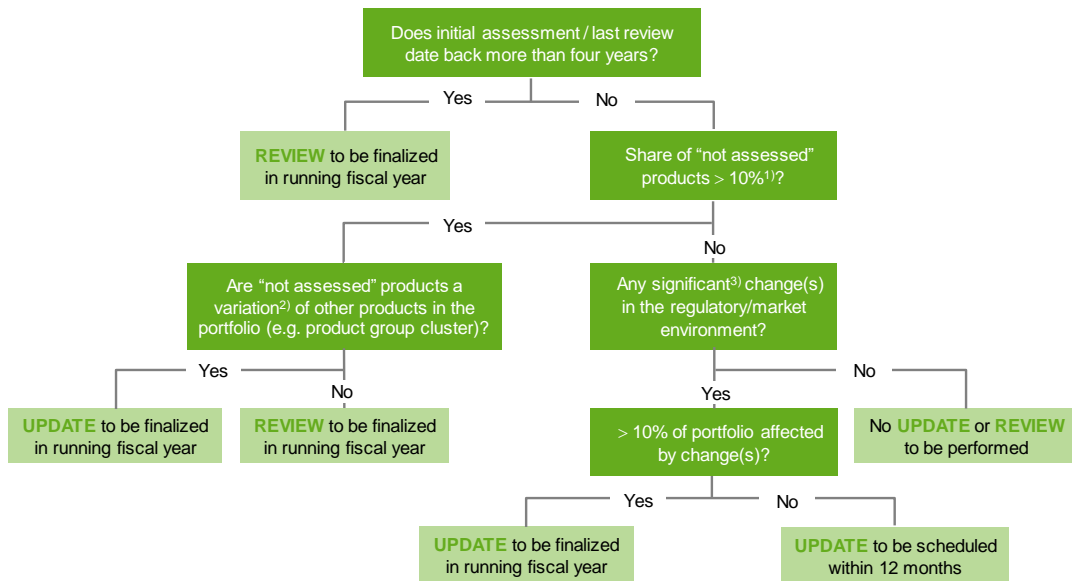 Does initial assessment / last review
date back more than four years?
Yes
No
REVIEW to be finalized
in running fiscal year
Share of “not assessed”
products > 10%1)?
Yes
No
Are “not assessed” products a
variation2) of other products in the
portfolio (e.g. product group cluster)?
Any significant3) change(s)
in the regulatory/market
environment?
Yes
No
No
Yes
UPDATE to be finalized
in running fiscal year
REVIEW to be finalized
in running fiscal year
> 10% of portfolio affected
by change(s)?
No UPDATE or REVIEW
to be performed
Yes
No
UPDATE to be finalized
in running fiscal year
UPDATE to be scheduled
within 12 months